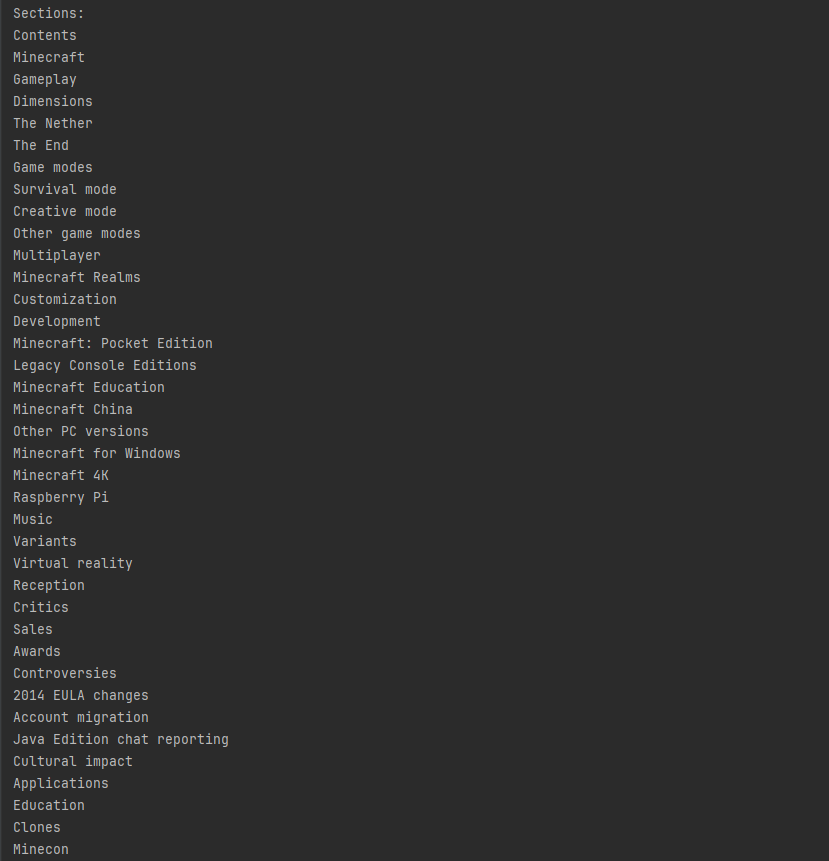 Sections:
Contents
Minecraft
Gameplay
Dimensions
The Nether
The End
Game modes
Survival mode
Creative mode
Other game modes
Multiplayer
Minecraft Realms
Customization
Development
Minecraft: Pocket Edition
Legacy Console Editions
Minecraft Education
Minecraft China
Other PC versions
Minecraft for Windows
Minecraft 4K
Raspberry Pi
Music
Variants
Virtual reality
Reception
Critics
Sales
Awards
Controversies
2014 EULA changes
Account migration
Java Edition chat reporting
Cultural impact
Applications
Education
Clones
Minecon